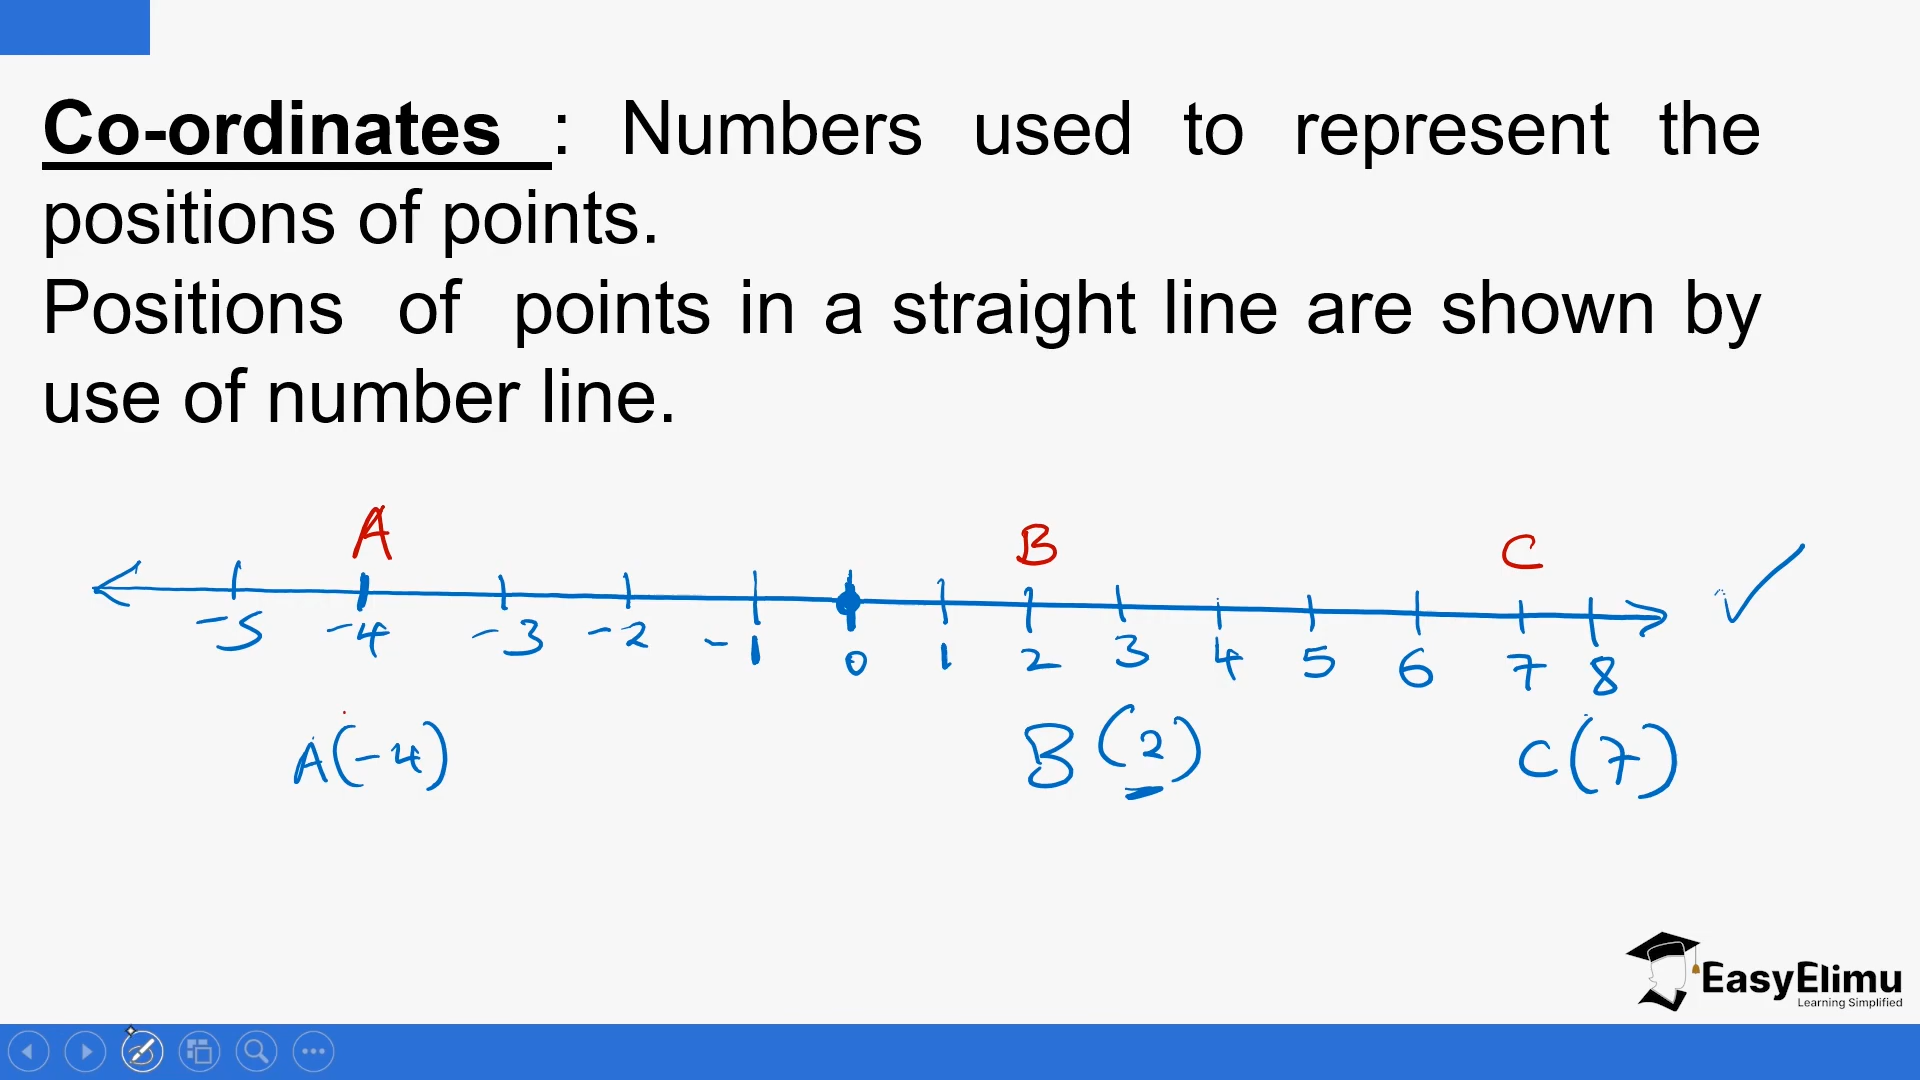 Co-ordinates : Numbers used to represent the
positions of points.
Positions of points in a straight line are shown by
use of number line.
A B C
-5 -4 -3 -2 -1 0 1 2 3 4 5 6 7 8
A(-4) B(2) C(7)
EasyElimu
Learning Simplified